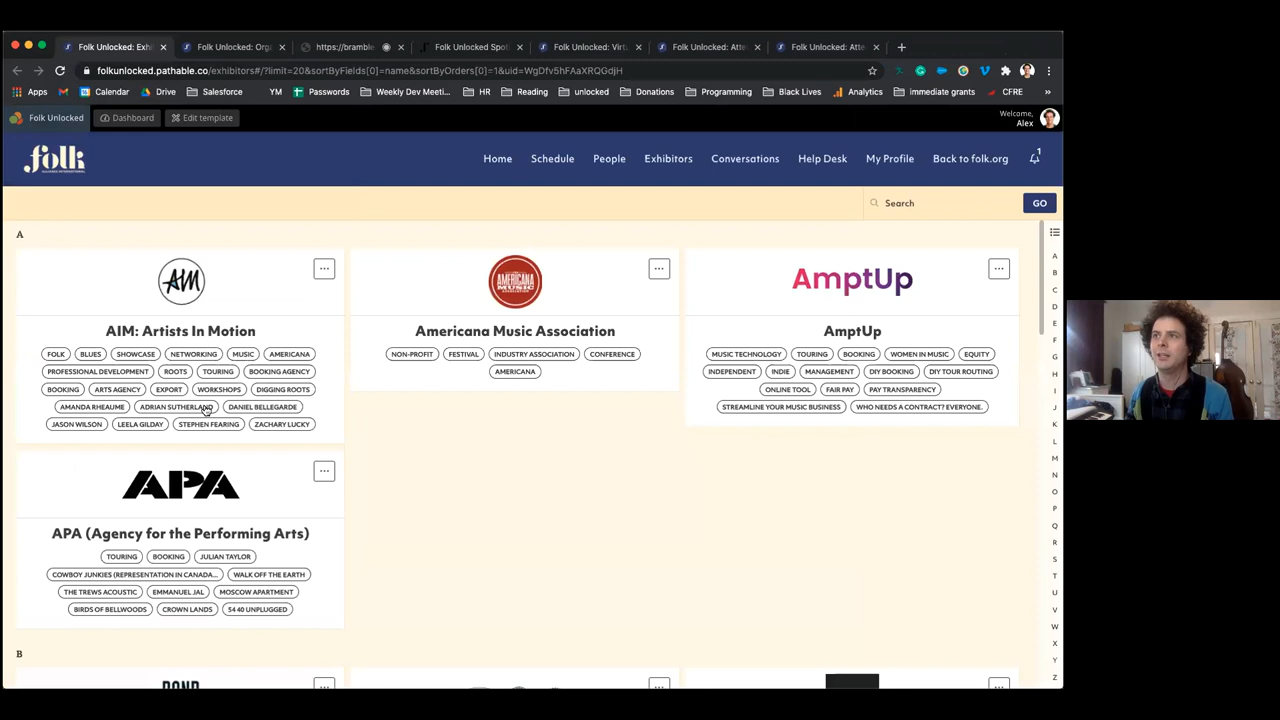 Folk Unlocked: Exhi
Folk Unlocked: Orga
https://bramble
Folk Unlocked Spoti
Folk Unlocked: Virtu
Folk Unlocked: Atte
Folk Unlocked: Atte
folkunlocked.pathable.co/exhibitors#/?limit=20&sortByFields[0]=name&sortByOrders[0]=1&uid=WgDfv5hFAaXRQGdjH
Apps Calendar Drive Salesforce YM Passwords Weekly Dev Meeti... HR Reading unlocked Donations Programming Black Lives Analytics immediate grants CFRE »
Folk Unlocked Dashboard Edit template
Welcome,
Alex
folk
Home Schedule People Exhibitors Conversations Help Desk My Profile Back to folk.org 1
Search GO
A
AIM
AIM: Artists In Motion
FOLK BLUES SHOWCASE NETWORKING MUSIC AMERICANA
PROFESSIONAL DEVELOPMENT ROOTS TOURING BOOKING AGENCY
BOOKING ARTS AGENCY EXPORT WORKSHOPS DIGGING ROOTS
AMANDA RHEAUME ADRIAN SUTHERLAND DANIEL BELLEGARDE
JASON WILSON LEELA GILDAY STEPHEN FEARING ZACHARY LUCKY
AMERICANA
Americana Music Association
NON-PROFIT FESTIVAL INDUSTRY ASSOCIATION CONFERENCE
AMERICANA
AmptUp
AmptUp
MUSIC TECHNOLOGY TOURING BOOKING WOMEN IN MUSIC EQUITY
INDEPENDENT INDIE MANAGEMENT DIY BOOKING DIY TOUR ROUTING
ONLINE TOOL FAIR PAY PAY TRANSPARENCY
STREAMLINE YOUR MUSIC BUSINESS WHO NEEDS A CONTRACT? EVERYONE.
APA
APA (Agency for the Performing Arts)
TOURING BOOKING JULIAN TAYLOR
COWBOY JUNKIES (REPRESENTATION IN CANADA... WALK OFF THE EARTH
THE TREWS ACOUSTIC EMMANUEL JAL MOSCOW APARTMENT
BIRDS OF BELLWOODS CROWN LANDS 54 40 UNPLUGGED
B
A
B
C
D
E
F
G
H
I
J
K
L
M
N
O
P
Q
R
S
T
U
V
W
X
Y
Z